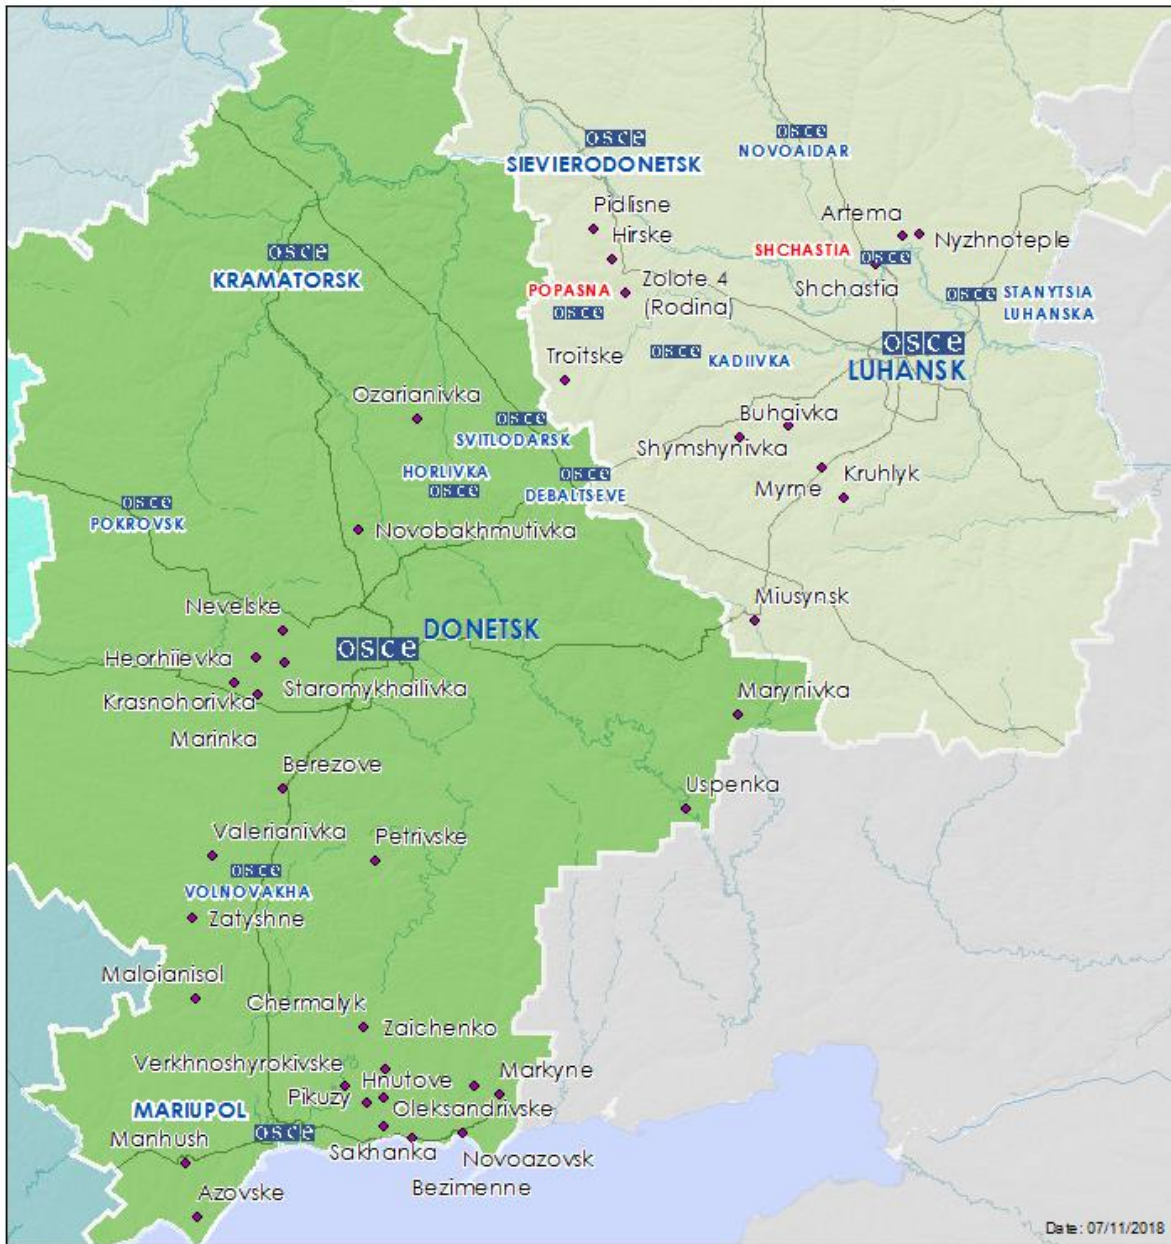 osce
NOVOAIDAR
osce
SIEVIERODONETSK
Pidlisne
Hirske
Artema
Nyzhnoteple
osce
KRAMATORSK
SHCHASTIA
osce
Shchastia
POPASNA
osce
Zolote 4
(Rodina)
osce
STANYTSIA
LUHANSKA
Troitske
osce
KADIIVKA
osce
LUHANSK
Ozarianivka
osce
SVITLODARSK
Buhaivka
Shymshynivka
HORLIVKA
osce
osce
DEBALTSEVE
Myrne
Kruhlyk
osce
POKROVSK
Novobakhmutivka
Nevelske
osce
DONETSK
Miusynsk
Heorhiievka
Staromykhailivka
Krasnohorivka
Marinka
Marynivka
Berezove
Uspenka
Valerianivka
Petrivske
osce
VOLNOVAKHA
Zatyshne
Maloianisol
Chermalyk
Zaichenko
Verkhnoshyrokivske
Hnutove
Markyne
Pikuzy
Oleksandrivske
MARIUPOL
osce
Manhush
Sakhanka
Novoazovsk
Bezimenne
Azovske
Date: 07/11/2018